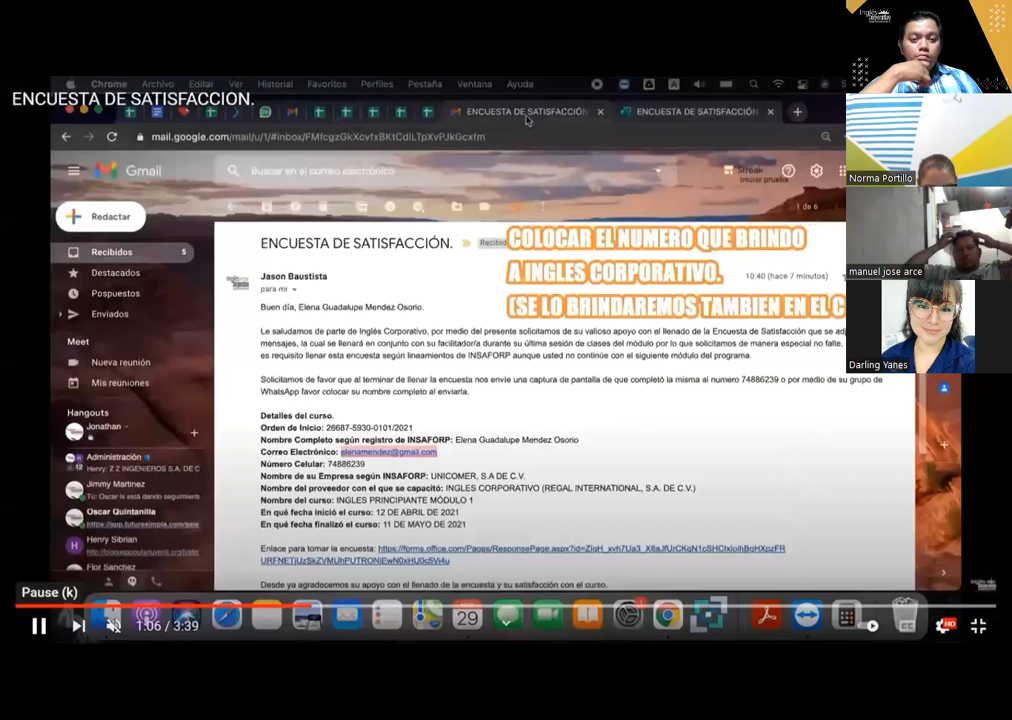 Chrome Archivo Editar Ver Historial Favoritos Perfiles Pestaña Ventana Ayuda
ENCUESTA DE SATISFACCION.
ENCUESTA DE SATISFACCIÓN
ENCUESTA DE SATISFACCIÓN
Gmail
Buscar en el correo electrónico
Streak
Iniciar prueba
Redactar
1 de 6
Recibidos 5
Destacados
Pospuestos
Enviados
Meet
Nueva reunión
Mis reuniones
Hangouts
Jonathan
Administración
Henry: Z Z INGENIEROS S.A. DE C
Jimmy Martinez
Tú: Oscar le está dando seguimiento
Oscar Quintanilla
Henry Sibrian
Flor Sanchez
ENCUESTA DE SATISFACCIÓN.
COLOCAR EL NUMERO QUE BRINDO
A INGLES CORPORATIVO.
(SE LO BRINDAREMOS TAMBIEN EN EL C
Jason Baustista
para mi
10:40 (hace 7 minutos)
Buen día, Elena Guadalupe Mendez Osorio.
Le saludamos de parte de Inglés Corporativo, por medio del presente solicitamos de su valioso apoyo con el llenado de la Encuesta de Satisfacción que se adj
mensajes, la cual se llenará en conjunto con su facilitador/a durante su última sesión de clases del módulo por lo que solicitamos de manera especial no falte,
es requisito llenar esta encuesta según lineamientos de INSAFORP aunque usted no continúe con el siguiente módulo del programa.
Solicitamos de favor que al terminar de llenar la encuesta nos envíe una captura de pantalla de que completó la misma al numero 74886239 o por medio de su grupo de
WhatsApp favor colocar su nombre completo al enviarla.
Detalles del curso.
Orden de Inicio: 26687-5930-0101/2021
Nombre Completo según registro de INSAFORP: Elena Guadalupe Mendez Osorio
Correo Electrónico: elenamendez@gmail.com
Número Celular: 74886239
Nombre de su Empresa según INSAFORP: UNICOMER, S.A DE C.V.
Nombre del proveedor con el que se capacitó: INGLES CORPORATIVO (REGAL INTERNATIONAL, S.A. DE C.V.)
Nombre del curso: INGLES PRINCIPIANTE MÓDULO 1
En qué fecha inició el curso: 12 DE ABRIL DE 2021
En qué fecha finalizó el curso: 11 DE MAYO DE 2021
Enlace para tomar la encuesta:
Desde ya agradecemos su apoyo con el llenado de la encuesta y su satisfacción con el curso.
Pause (k)
1:06 / 3:39
29
HD
Norma Portillo
manuel jose arce
Darling Yanes